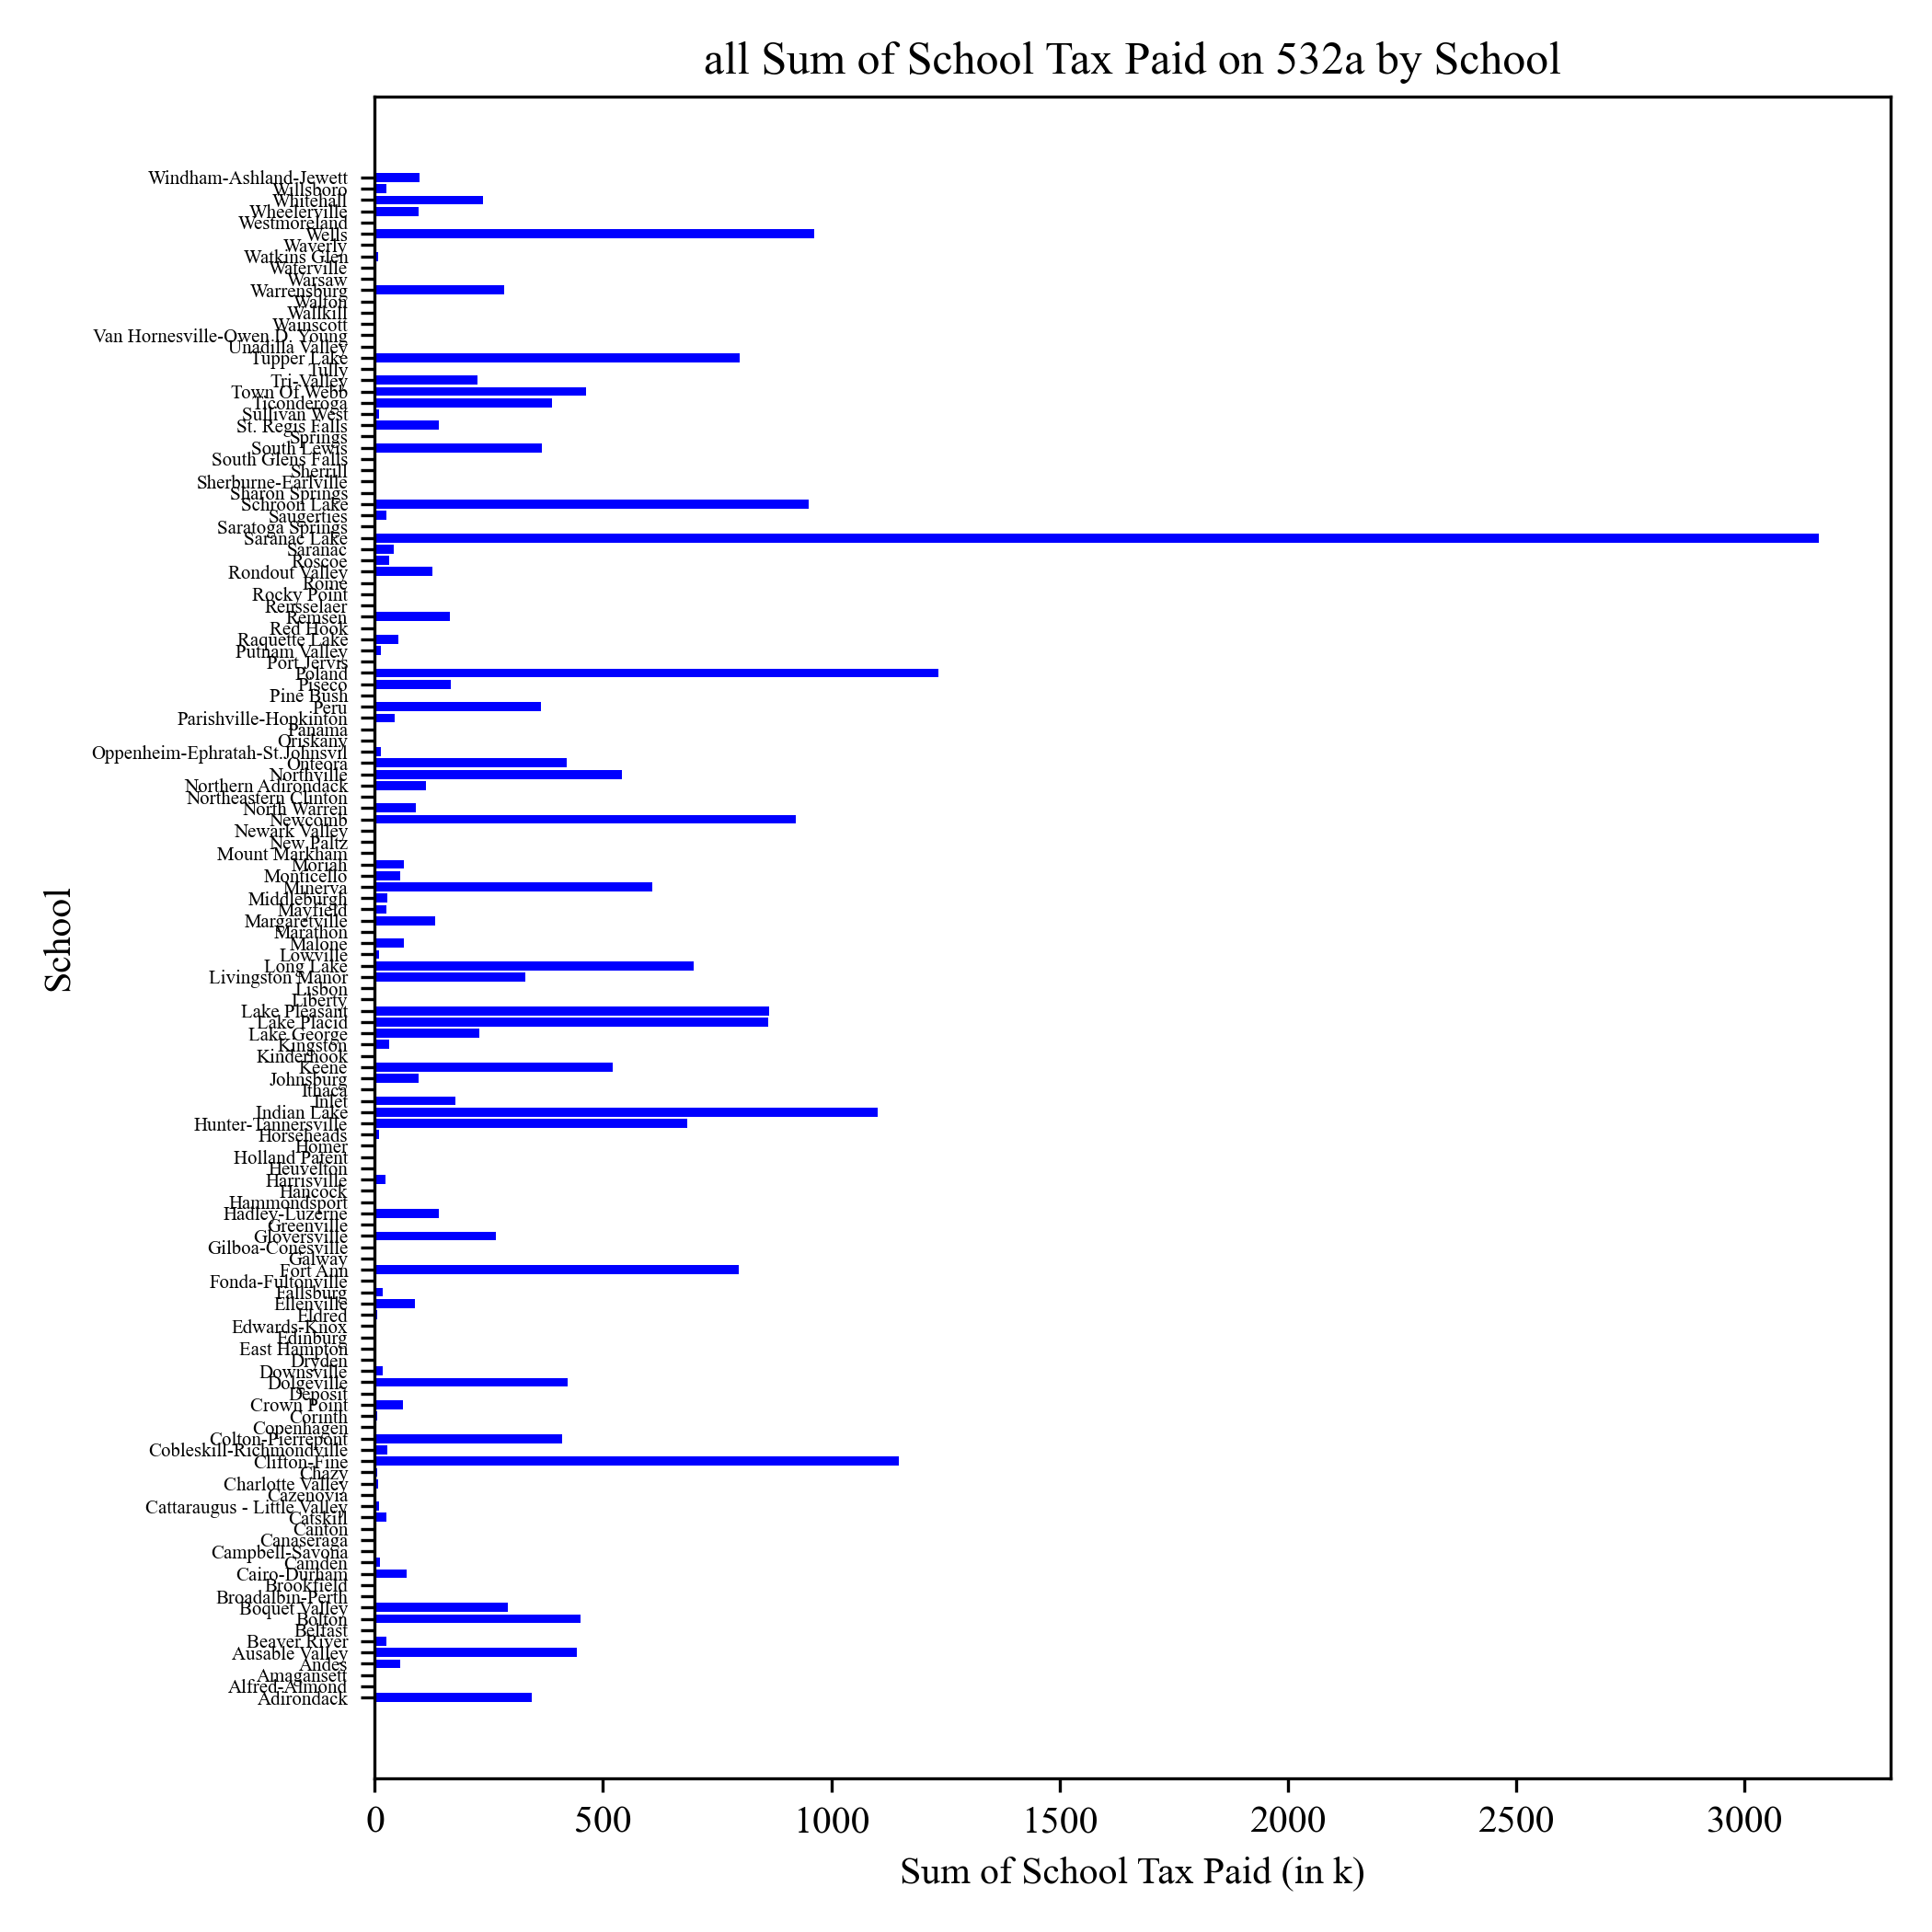 all Sum of School Tax Paid on 532a by School
Windham-Ashland-Jewett
Willsboro
Whitehall
Wheelerville
Westmoreland
Wells
Waverly
Watkins Glen
Waterville
Warsaw
Warrensburg
Walton
Wallkill
Wainscott
Van Hornesville-Owen D. Young
Unadilla Valley
Tupper Lake
Tully
Tri-Valley
Town Of Webb
Ticonderoga
Sullivan West
St. Regis Falls
Springs
South Lewis
South Glens Falls
Sherrill
Sherburne-Earlville
Sharon Springs
Schroon Lake
Saugerties
Saratoga Springs
Saranac Lake
Saranac
Roscoe
Rondout Valley
Rome
Rocky Point
Rensselaer
Remsen
Red Hook
Raquette Lake
Putnam Valley
Port Jervis
Poland
Piseco
Pine Bush
Peru
Parishville-Hopkinton
Panama
Oriskany
Oppenheim-Ephratah-St.Johnsvil
Onteora
Northville
Northern Adirondack
Northeastern Clinton
North Warren
Newcomb
Newark Valley
New Paltz
Mount Markham
Moriah
Monticello
Minerva
Middleburgh
Mayfield
Margaretville
Marathon
Malone
Lowville
Long Lake
Livingston Manor
Lisbon
Liberty
Lake Pleasant
Lake Placid
Lake George
Kingston
Kinderhook
Keene
Johnsburg
Ithaca
Inlet
Indian Lake
Hunter-Tannersville
Horseheads
Homer
Holland Patent
Heuvelton
Harrisville
Hancock
Hammondsport
Hadley-Luzerne
Greenville
Gloversville
Gilboa-Conesville
Galway
Fort Ann
Fonda-Fultonville
Fallsburg
Ellenville
Eldred
Edwards-Knox
Edinburg
East Hampton
Dryden
Downsville
Dolgeville
Deposit
Crown Point
Corinth
Copenhagen
Colton-Pierrepont
Cobleskill-Richmondville
Clifton-Fine
Chazy
Charlotte Valley
Cazenovia
Cattaraugus - Little Valley
Catskill
Canton
Canaseraga
Campbell-Savona
Camden
Cairo-Durham
Brookfield
Broadalbin-Perth
Boquet Valley
Bolton
Belfast
Beaver River
Ausable Valley
Andes
Amagansett
Alfred-Almond
Adirondack
School
0 500 1000 1500 2000 2500 3000
Sum of School Tax Paid (in k)